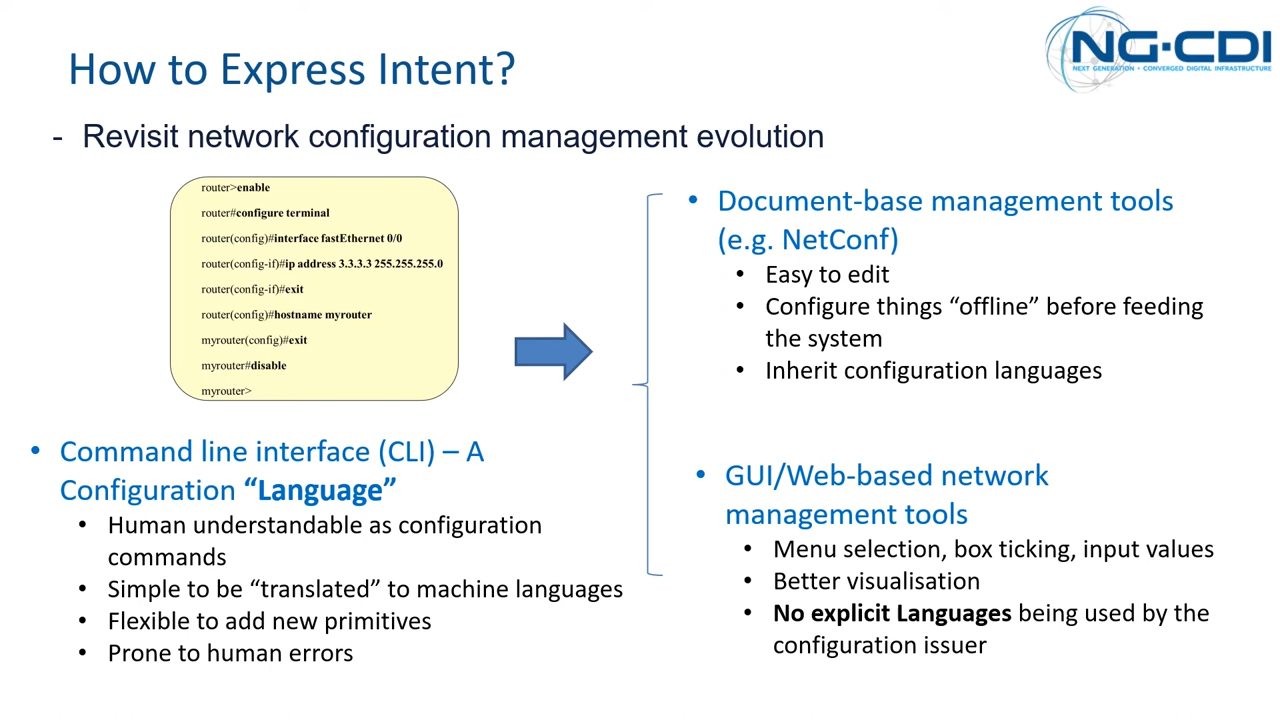 NG-CDI
NEXT GENERATION • CONVERGED DIGITAL INFRASTRUCTURE
How to Express Intent?
- Revisit network configuration management evolution
router>enable
router#configure terminal
router(config)#interface fastEthernet 0/0
router(config-if)#ip address 3.3.3.3 255.255.255.0
router(config-if)#exit
router(config)#hostname myrouter
myrouter(config)#exit
myrouter#disable
myrouter>
• Command line interface (CLI) – A
Configuration “Language”
• Human understandable as configuration
commands
• Simple to be “translated” to machine languages
• Flexible to add new primitives
• Prone to human errors
• Document-base management tools
(e.g. NetConf)
• Easy to edit
• Configure things “offline” before feeding
the system
• Inherit configuration languages
• GUI/Web-based network
management tools
• Menu selection, box ticking, input values
• Better visualisation
• No explicit Languages being used by the
configuration issuer